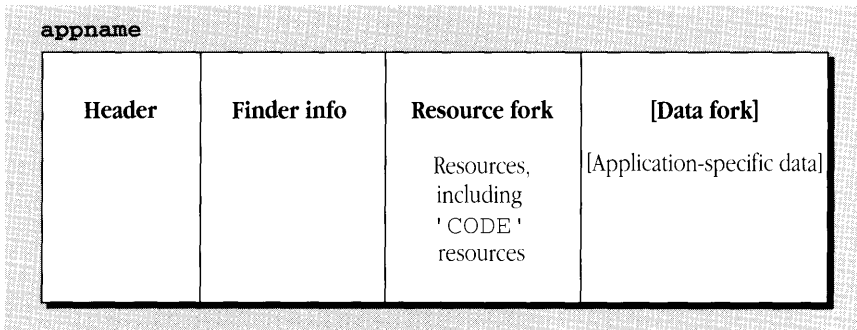 appname
Header
Finder info
Resource fork
Resources,
including
'CODE'
resources
[Data fork]
[Application-specific data]